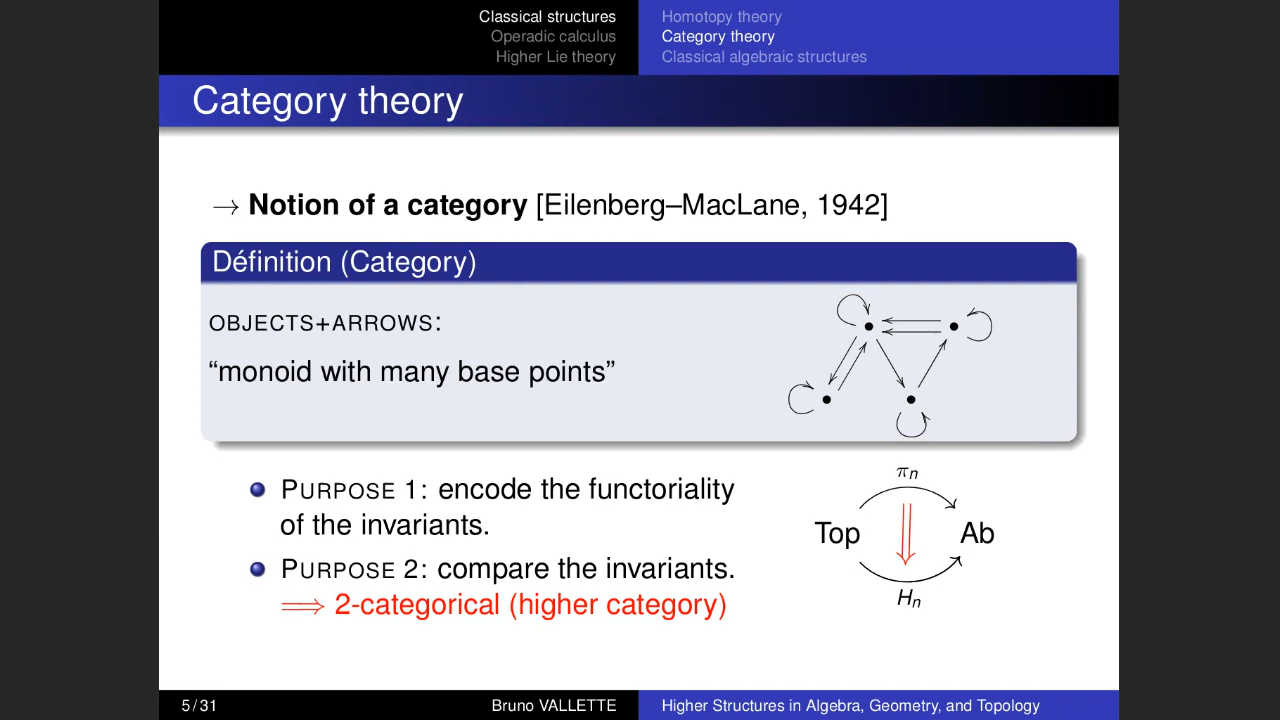 Classical structures
Operadic calculus
Higher Lie theory
Homotopy theory
Category theory
Classical algebraic structures
Category theory
→ Notion of a category [Eilenberg–MacLane, 1942]
Définition (Category)
OBJECTS+ARROWS:
“monoid with many base points”
PURPOSE 1: encode the functoriality
of the invariants.
PURPOSE 2: compare the invariants.
⟹ 2-categorical (higher category)
πn
Top
Ab
Hn
5/31
Bruno VALLETTE
Higher Structures in Algebra, Geometry, and Topology